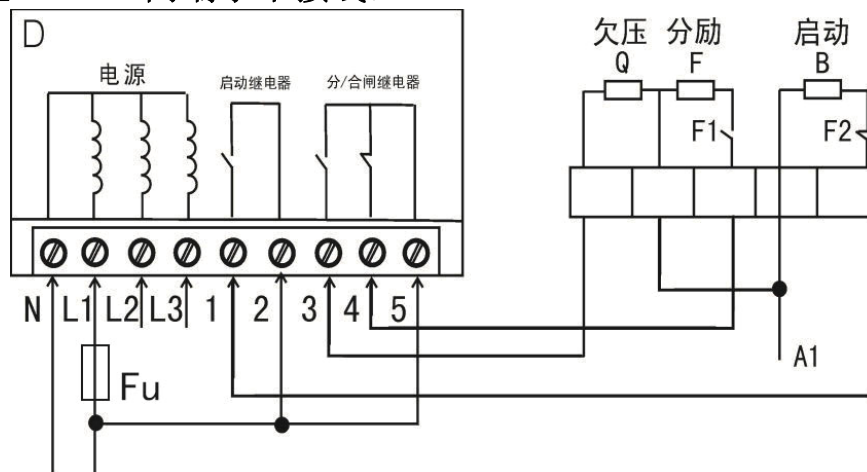 D
欠压 分励 启动
Q F B
电源
启动继电器 分/合闸继电器
F1 F2
N L1 L2 L3 1 2 3 4 5
A1
Fu